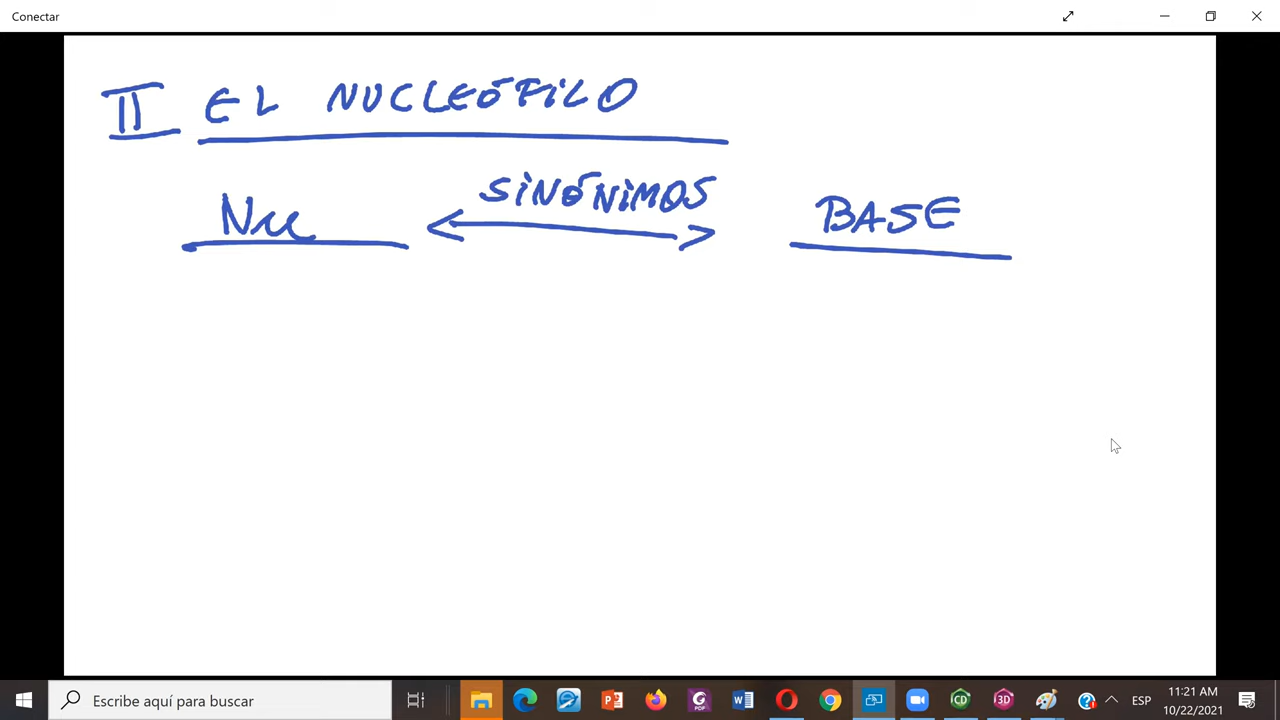 Conectar
II EL NUCLEÓFILO
SINÓNIMOS
Nu BASE
Escribe aquí para buscar
ESP
11:21 AM
10/22/2021